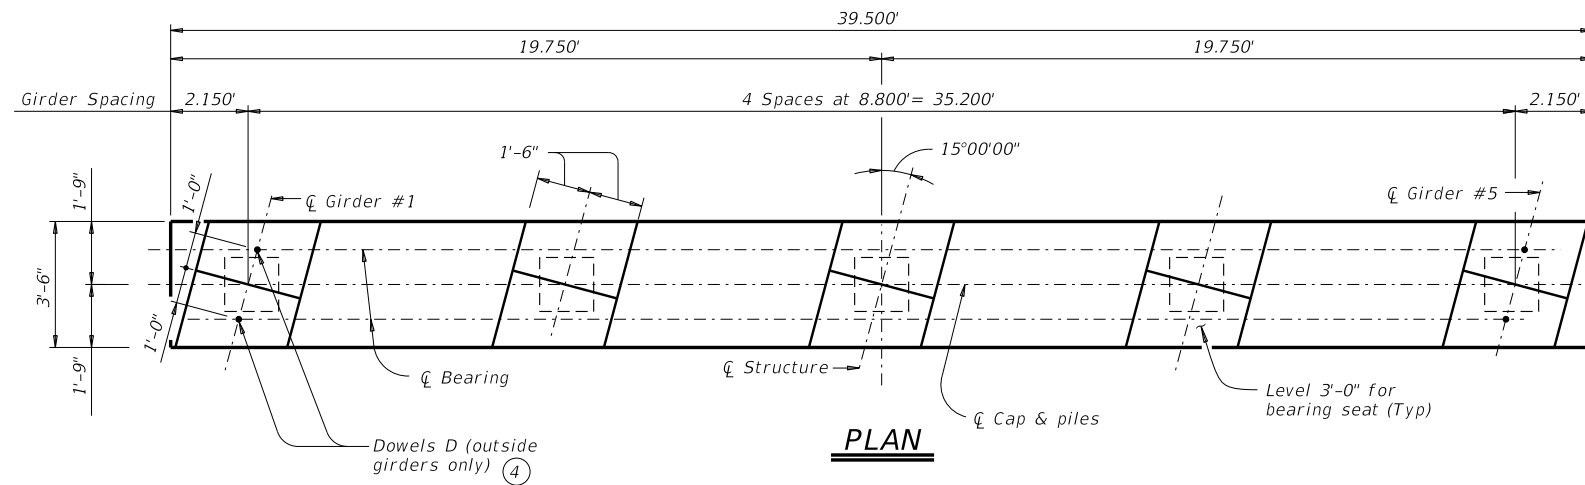 39.500'
19.750'
19.750'
Girder Spacing
2.150'
4 Spaces at 8.800'= 35.200'
2.150'
1'-6"
15°00'00"
1'-9"
1'-0"
℄ Girder #1
℄ Girder #5
3'-6"
1'-0"
1'-9"
℄ Bearing
℄ Structure
Level 3'-0" for
bearing seat (Typ)
℄ Cap & piles
PLAN
Dowels D (outside
girders only) 4